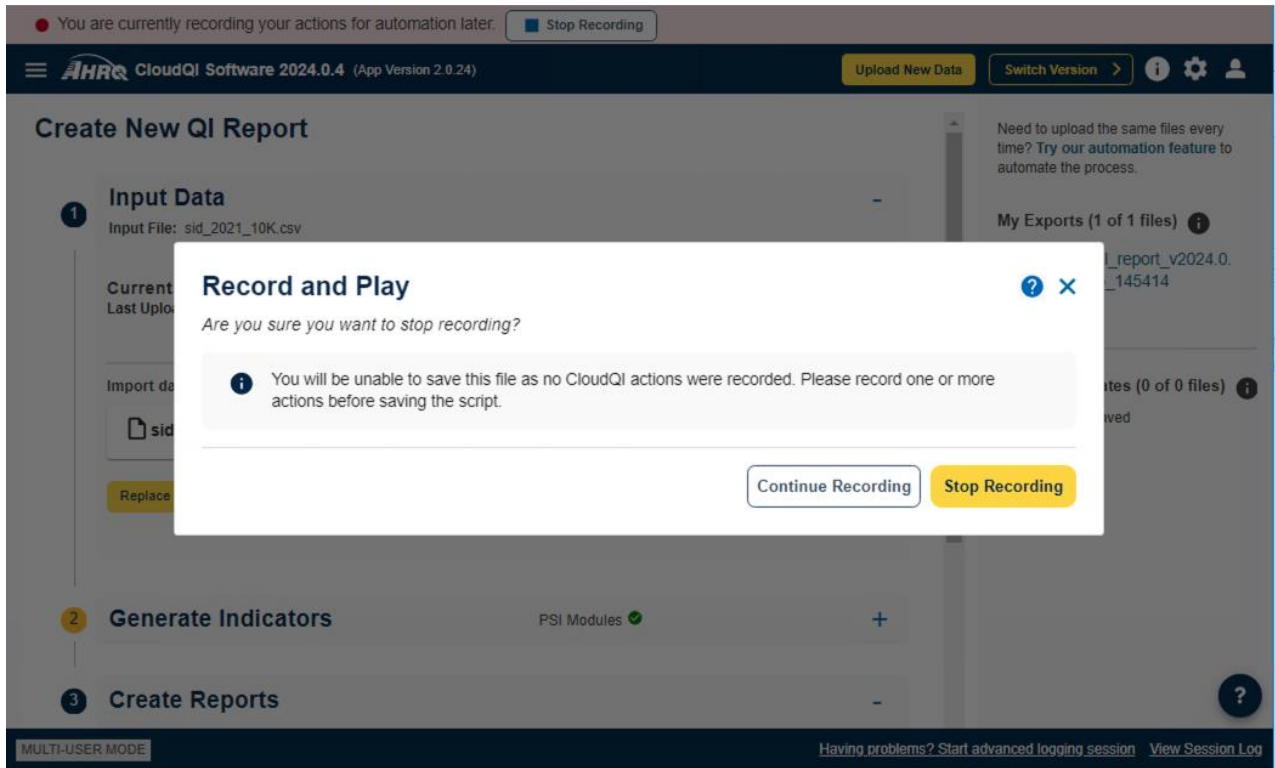 You are currently recording your actions for automation later. Stop Recording
AHRQ CloudQI Software 2024.0.4 (App Version 2.0.24) Upload New Data Switch Version >
Create New QI Report
Need to upload the same files every
time? Try our automation feature to
automate the process.
1 Input Data
Input File: sid_2021_10K.csv
My Exports (1 of 1 files)
l_report_v2024.0.
_145414
Current
Last Uplo
Record and Play
Are you sure you want to stop recording?
You will be unable to save this file as no CloudQI actions were recorded. Please record one or more
actions before saving the script.
Continue Recording Stop Recording
Import da
sid
Replace
ates (0 of 0 files)
aved
2 Generate Indicators PSI Modules
3 Create Reports
?
MULTI-USER MODE Having problems? Start advanced logging session View Session Log